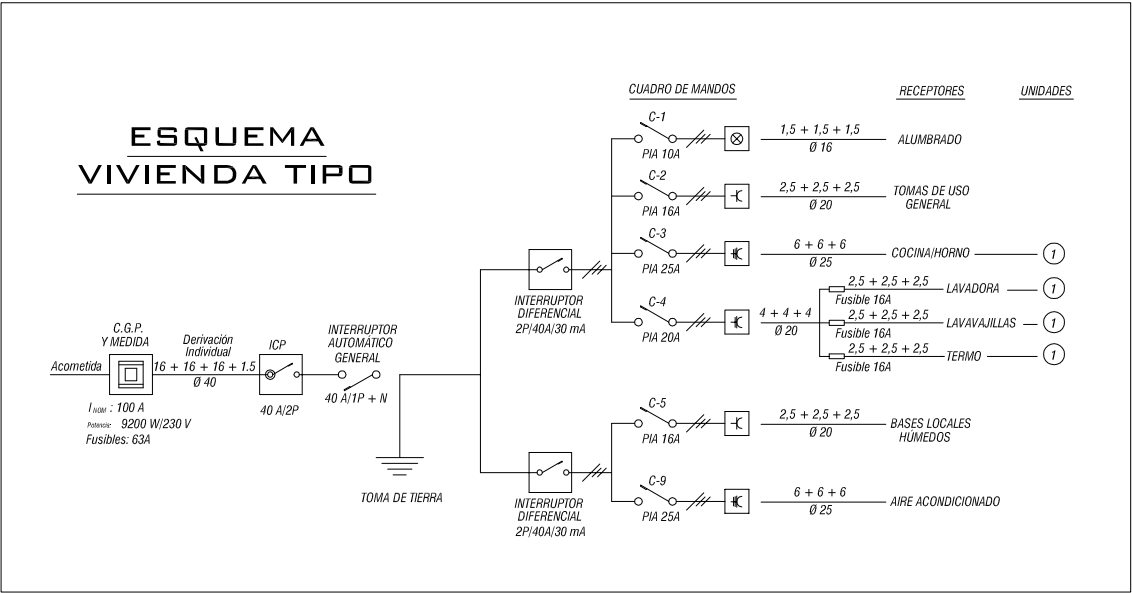 ESQUEMA
VIVIENDA TIPO
CUADRO DE MANDOS
RECEPTORES
UNIDADES
C-1
PIA 10A
1,5 + 1,5 + 1,5
Ø 16
ALUMBRADO
C-2
PIA 16A
2,5 + 2,5 + 2,5
Ø 20
TOMAS DE USO
GENERAL
C-3
PIA 25A
6 + 6 + 6
Ø 25
COCINA/HORNO
1
INTERRUPTOR
DIFERENCIAL
2P/40A/30 mA
C-4
PIA 20A
4 + 4 + 4
Ø 20
2,5 + 2,5 + 2,5
Fusible 16A
LAVADORA
1
2,5 + 2,5 + 2,5
Fusible 16A
LAVAVAJILLAS
1
2,5 + 2,5 + 2,5
Fusible 16A
TERMO
1
Acometida
C.G.P.
Y MEDIDA
I NOM : 100 A
Potencia: 9200 W/230 V
Fusibles: 63A
Derivación
Individual
16 + 16 + 16 + 1.5
Ø 40
ICP
40 A/2P
INTERRUPTOR
AUTOMÁTICO
GENERAL
40 A/1P + N
TOMA DE TIERRA
C-5
PIA 16A
2,5 + 2,5 + 2,5
Ø 20
BASES LOCALES
HÚMEDOS
INTERRUPTOR
DIFERENCIAL
2P/40A/30 mA
C-9
PIA 25A
6 + 6 + 6
Ø 25
AIRE ACONDICIONADO